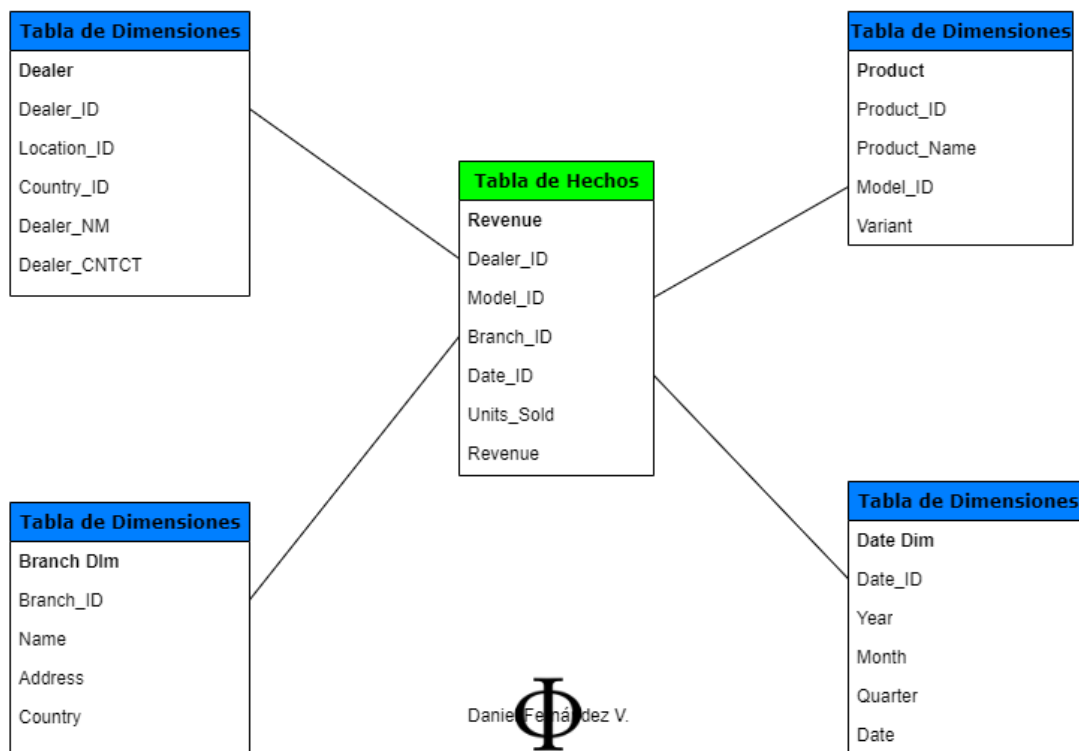 Tabla de Dimensiones
Dealer
Dealer_ID
Location_ID
Country_ID
Dealer_NM
Dealer_CNTCT
Tabla de Dimensiones
Product
Product_ID
Product_Name
Model_ID
Variant
Tabla de Hechos
Revenue
Dealer_ID
Model_ID
Branch_ID
Date_ID
Units_Sold
Revenue
Tabla de Dimensiones
Branch DIm
Branch_ID
Name
Address
Country
Tabla de Dimensiones
Date Dim
Date_ID
Year
Month
Quarter
Date
Daniel Fernández V.
Φ